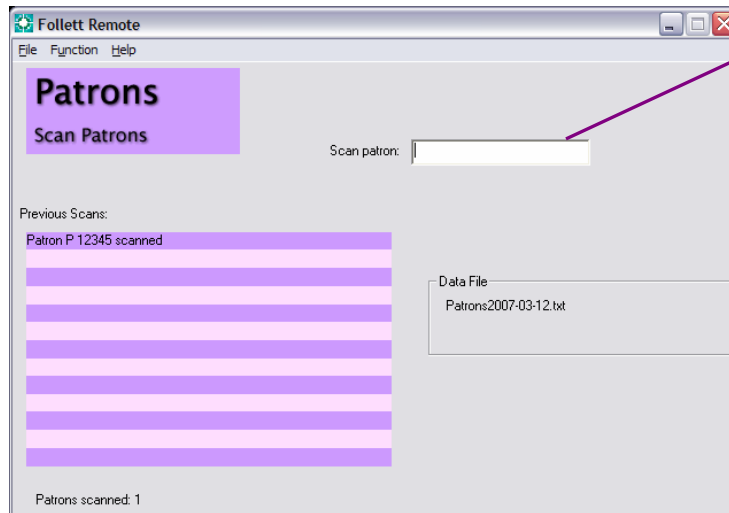 Follett Remote
File Function Help
Patrons
Scan Patrons
Scan patron:
Previous Scans:
Patron P 12345 scanned
Data File
Patrons2007-03-12.txt
Patrons scanned: 1